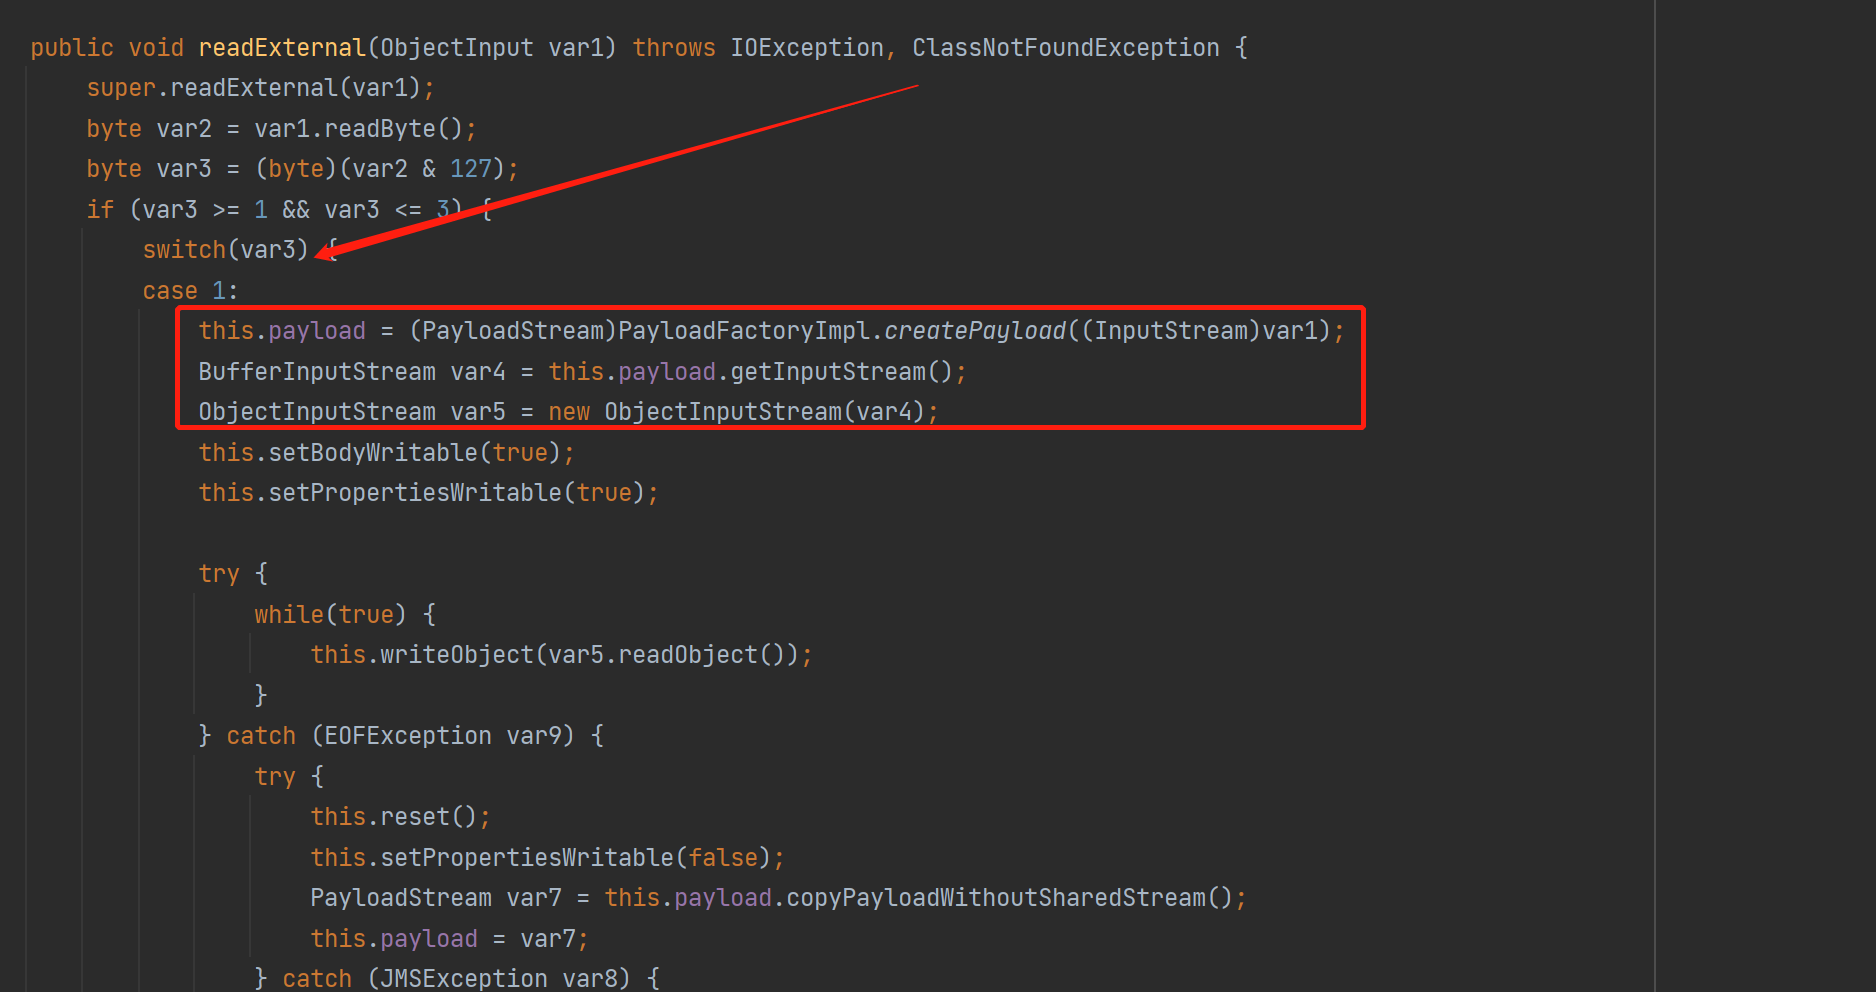 public void readExternal(ObjectInput var1) throws IOException, ClassNotFoundException {
super.readExternal(var1);
byte var2 = var1.readByte();
byte var3 = (byte)(var2 & 127);
if (var3 >= 1 && var3 <= 3) {
switch(var3) {
case 1:
this.payload = (PayloadStream)PayloadFactoryImpl.createPayload((InputStream)var1);
BufferInputStream var4 = this.payload.getInputStream();
ObjectInputStream var5 = new ObjectInputStream(var4);
this.setBodyWritable(true);
this.setPropertiesWritable(true);
try {
while(true) {
this.writeObject(var5.readObject());
}
} catch (EOFException var9) {
try {
this.reset();
this.setPropertiesWritable(false);
PayloadStream var7 = this.payload.copyPayloadWithoutSharedStream();
this.payload = var7;
} catch (JMSException var8) {